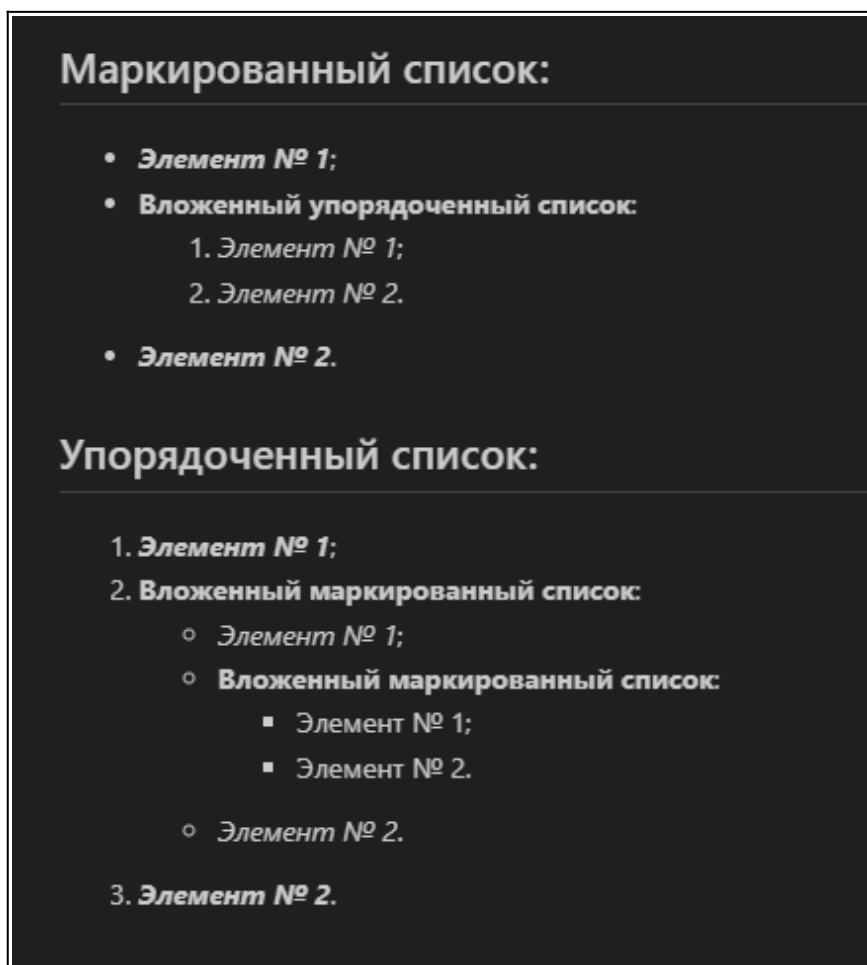 Маркированный список:
• Элемент № 1;
• Вложенный упорядоченный список:
1. Элемент № 1;
2. Элемент № 2.
• Элемент № 2.
Упорядоченный список:
1. Элемент № 1;
2. Вложенный маркированный список:
○ Элемент № 1;
○ Вложенный маркированный список:
▪ Элемент № 1;
▪ Элемент № 2.
○ Элемент № 2.
3. Элемент № 2.